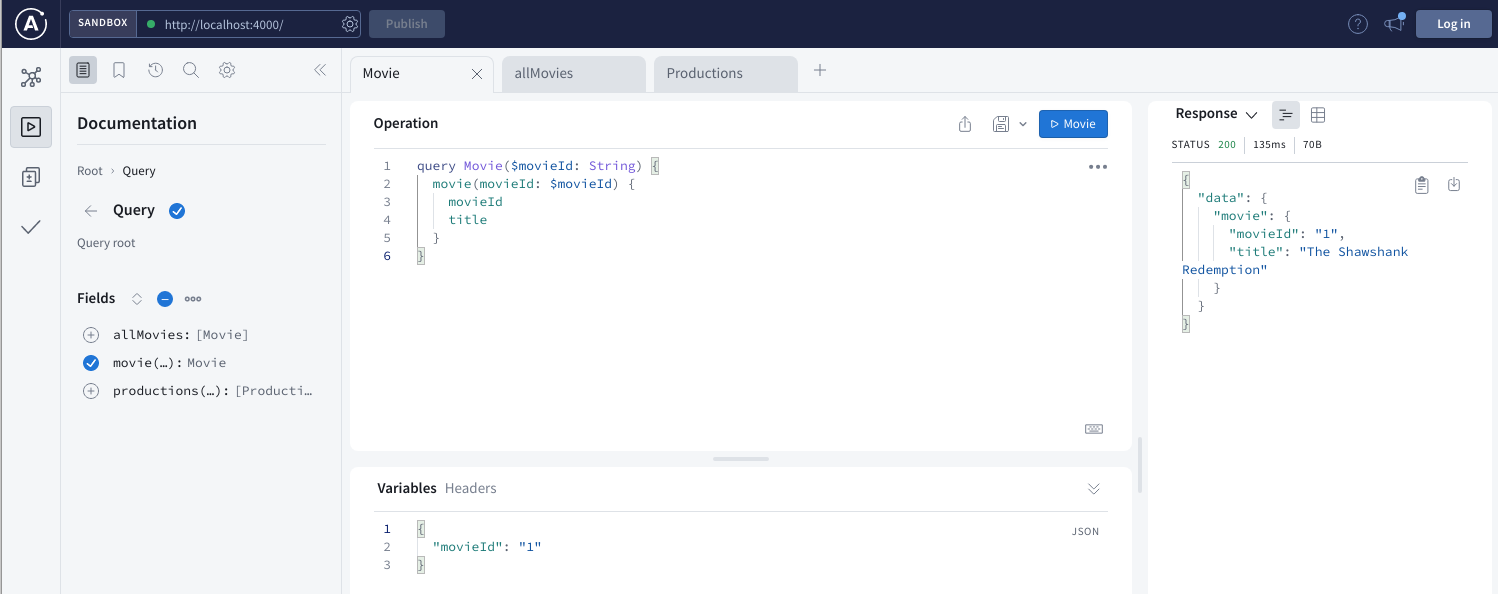 SANDBOX
http://localhost:4000/
Publish
Log in
Documentation
Root › Query
Query
Query root
Fields
allMovies: [Movie]
movie(…): Movie
productions(…): [Producti…
Movie
allMovies
Productions
Operation
Movie
1 query Movie($movieId: String) {
2 movie(movieId: $movieId) {
3 movieId
4 title
5 }
6 }
Variables Headers
JSON
1 {
2 "movieId": "1"
3 }
Response
STATUS 200 135ms 70B
{
"data": {
"movie": {
"movieId": "1",
"title": "The Shawshank
Redemption"
}
}
}